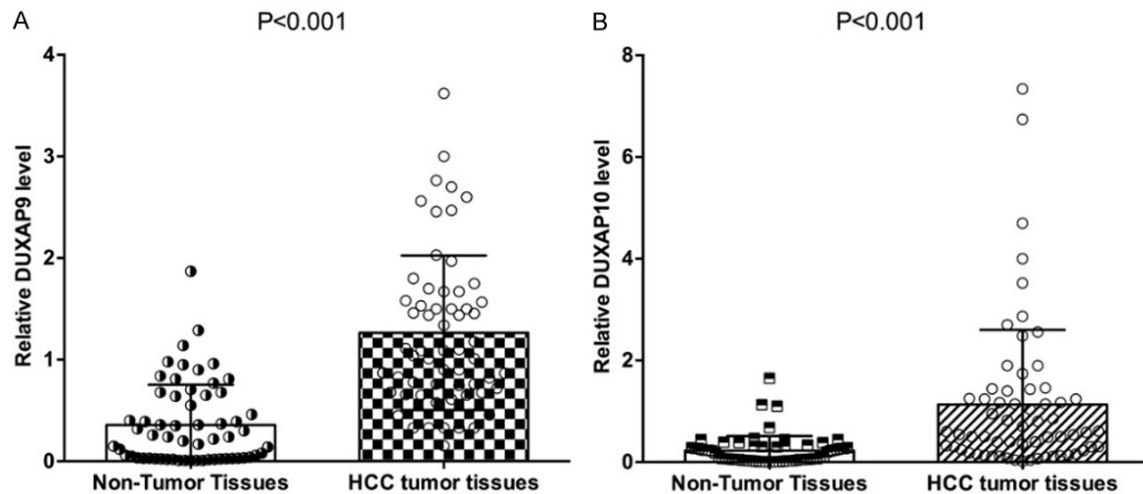 A
P<0.001
Relative DUXAP9 level
4
3
2
1
0
Non-Tumor Tissues
HCC tumor tissues
B
P<0.001
Relative DUXAP10 level
8
6
4
2
0
Non-Tumor Tissues
HCC tumor tissues